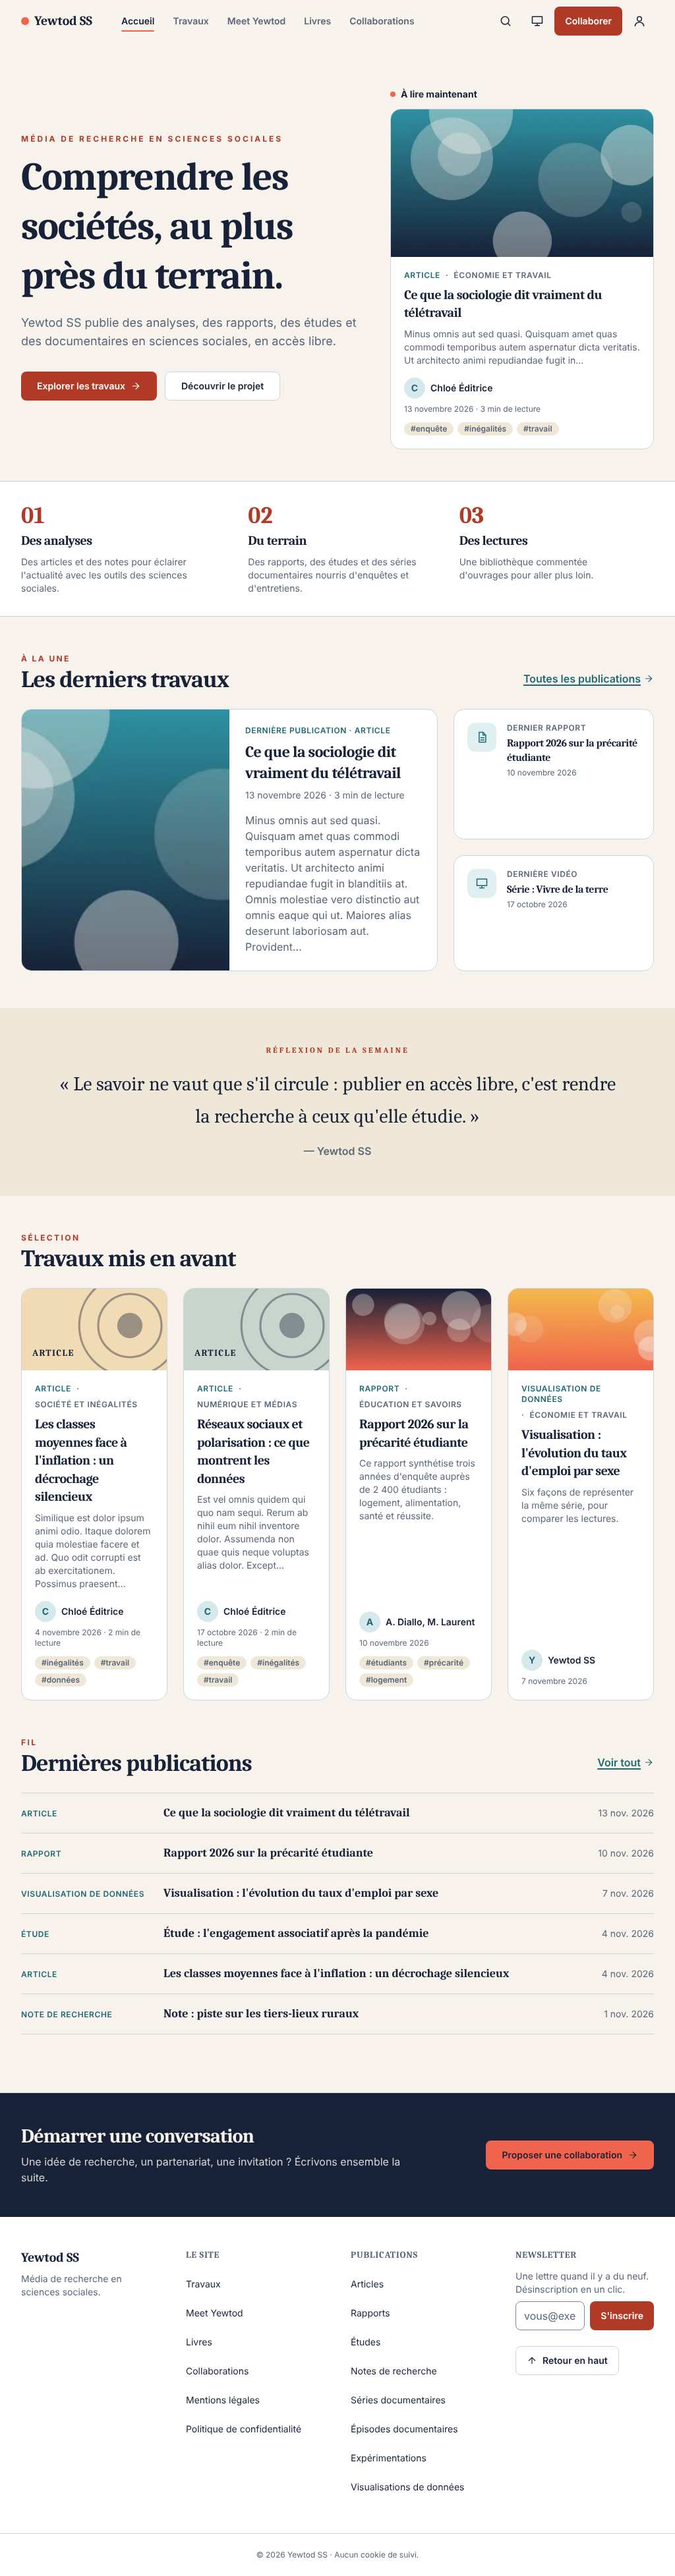 Yewtod SS
Accueil
Travaux
Meet Yewtod
Livres
Collaborations
Collaborer
MÉDIA DE RECHERCHE EN SCIENCES SOCIALES
Comprendre les
sociétés, au plus
près du terrain.
Yewtod SS publie des analyses, des rapports, des études et
des documentaires en sciences sociales, en accès libre.
Explorer les travaux →
Découvrir le projet
À lire maintenant
ARTICLE · ÉCONOMIE ET TRAVAIL
Ce que la sociologie dit vraiment du
télétravail
Minus omnis aut sed quasi. Quisquam amet quas
commodi temporibus autem aspernatur dicta veritatis.
Ut architecto animi repudiandae fugit in...
C Chloé Éditrice
13 novembre 2026 · 3 min de lecture
#enquête #inégalités #travail
01
Des analyses
Des articles et des notes pour éclairer
l'actualité avec les outils des sciences
sociales.
02
Du terrain
Des rapports, des études et des séries
documentaires nourris d'enquêtes et
d'entretiens.
03
Des lectures
Une bibliothèque commentée
d'ouvrages pour aller plus loin.
À LA UNE
Les derniers travaux
Toutes les publications →
DERNIÈRE PUBLICATION · ARTICLE
Ce que la sociologie dit
vraiment du télétravail
13 novembre 2026 · 3 min de lecture
Minus omnis aut sed quasi.
Quisquam amet quas commodi
temporibus autem aspernatur dicta
veritatis. Ut architecto animi
repudiandae fugit in blanditiis at.
Omnis molestiae vero distinctio aut
omnis eaque qui ut. Maiores alias
deserunt laboriosam aut.
Provident...
DERNIER RAPPORT
Rapport 2026 sur la précarité
étudiante
10 novembre 2026
DERNIÈRE VIDÉO
Série : Vivre de la terre
17 octobre 2026
RÉFLEXION DE LA SEMAINE
« Le savoir ne vaut que s'il circule : publier en accès libre, c'est rendre
la recherche à ceux qu'elle étudie. »
— Yewtod SS
SÉLECTION
Travaux mis en avant
ARTICLE
ARTICLE ·
SOCIÉTÉ ET INÉGALITÉS
Les classes
moyennes face à
l'inflation : un
décrochage
silencieux
Similique est dolor ipsum
animi odio. Itaque dolorem
quia molestiae facere et
ad. Quo odit corrupti est
ab exercitationem.
Possimus praesent...
C Chloé Éditrice
4 novembre 2026 · 2 min de
lecture
#inégalités #travail
#données
ARTICLE
ARTICLE ·
NUMÉRIQUE ET MÉDIAS
Réseaux sociaux et
polarisation : ce que
montrent les
données
Est vel omnis quidem qui
quo nam sequi. Rerum ab
nihil eum nihil inventore
dolor. Assumenda non
quae quis neque voluptas
alias dolor. Except...
C Chloé Éditrice
17 octobre 2026 · 2 min de
lecture
#enquête #inégalités
#travail
RAPPORT ·
ÉDUCATION ET SAVOIRS
Rapport 2026 sur la
précarité étudiante
Ce rapport synthétise trois
années d'enquête auprès
de 2 400 étudiants :
logement, alimentation,
santé et réussite.
A A. Diallo, M. Laurent
10 novembre 2026
#étudiants #précarité
#logement
VISUALISATION DE
DONNÉES
· ÉCONOMIE ET TRAVAIL
Visualisation :
l'évolution du taux
d'emploi par sexe
Six façons de représenter
la même série, pour
comparer les lectures.
Y Yewtod SS
7 novembre 2026
FIL
Dernières publications
Voir tout →
ARTICLE Ce que la sociologie dit vraiment du télétravail 13 nov. 2026
RAPPORT Rapport 2026 sur la précarité étudiante 10 nov. 2026
VISUALISATION DE DONNÉES Visualisation : l'évolution du taux d'emploi par sexe 7 nov. 2026
ÉTUDE Étude : l'engagement associatif après la pandémie 4 nov. 2026
ARTICLE Les classes moyennes face à l'inflation : un décrochage silencieux 4 nov. 2026
NOTE DE RECHERCHE Note : piste sur les tiers-lieux ruraux 1 nov. 2026
Démarrer une conversation
Une idée de recherche, un partenariat, une invitation ? Écrivons ensemble la
suite.
Proposer une collaboration →
Yewtod SS
Média de recherche en
sciences sociales.
LE SITE
Travaux
Meet Yewtod
Livres
Collaborations
Mentions légales
Politique de confidentialité
PUBLICATIONS
Articles
Rapports
Études
Notes de recherche
Séries documentaires
Épisodes documentaires
Expérimentations
Visualisations de données
NEWSLETTER
Une lettre quand il y a du neuf.
Désinscription en un clic.
vous@exe
S'inscrire
↑ Retour en haut
© 2026 Yewtod SS · Aucun cookie de suivi.